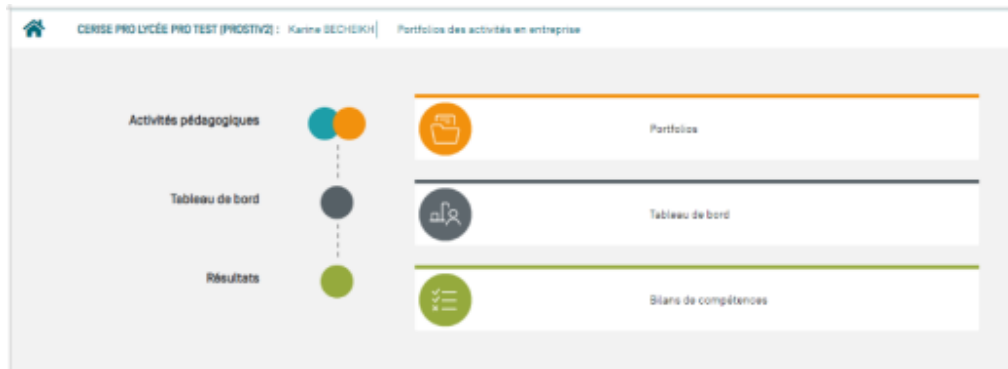 CERISE PRO LYCÉE PRO TEST (PROSTIV2) : Karine BECHEIKH Portfolios des activités en entreprise
Activités pédagogiques Portfolios
Tableau de bord Tableau de bord
Résultats Bilans de compétences